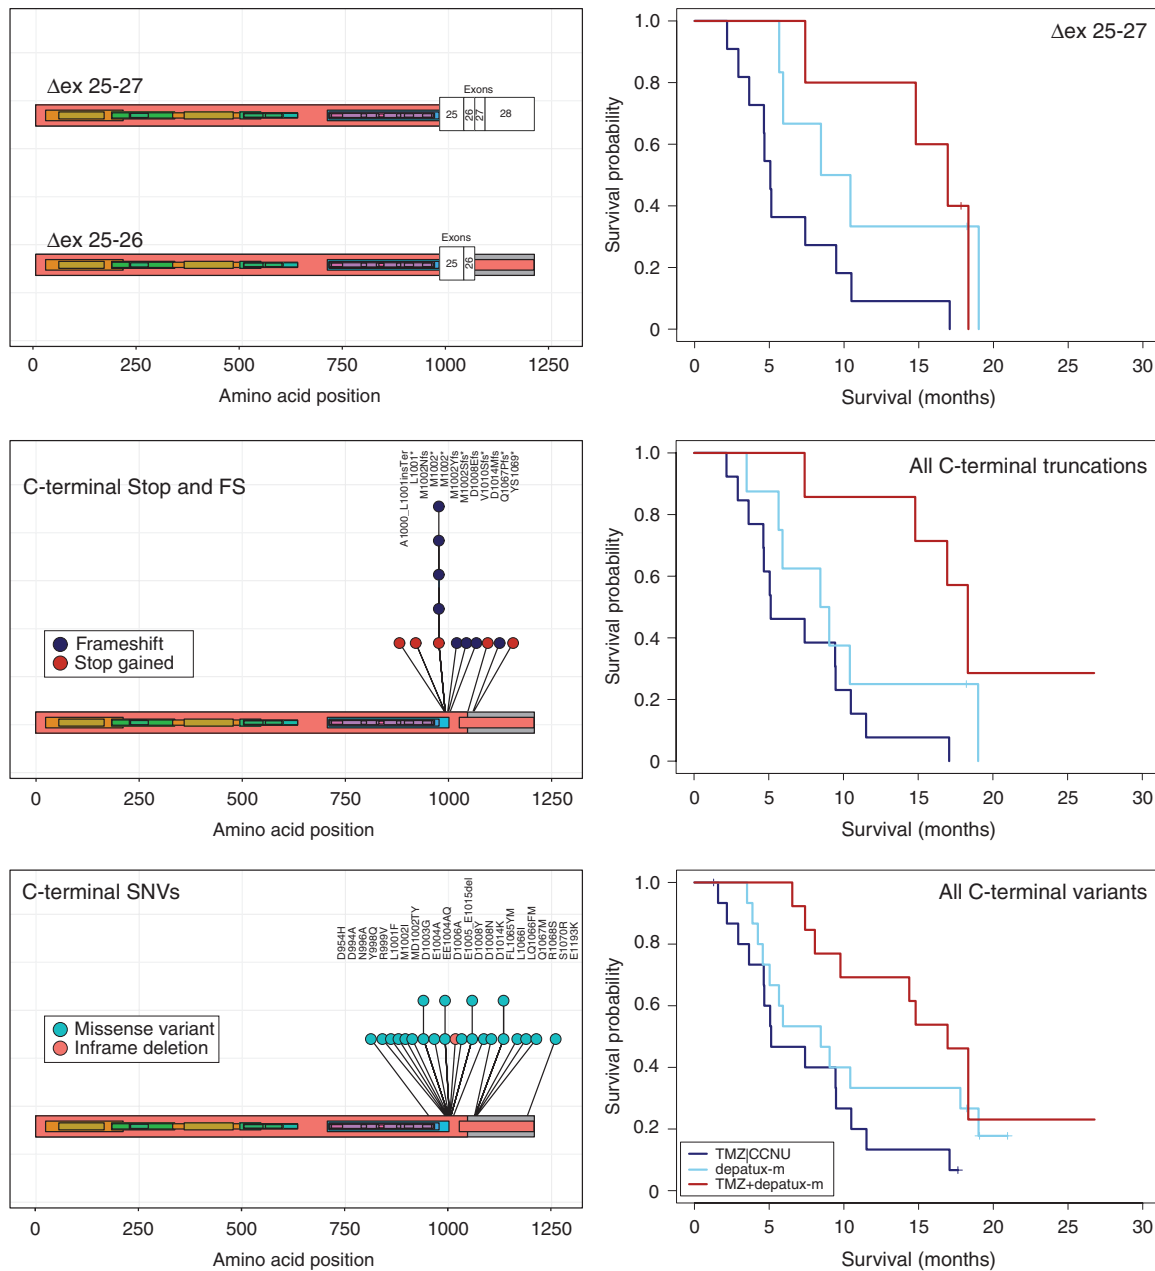 Δex 25-27
Exons
25
26
27
28
Δex 25-26
Exons
25
26
0
250
500
750
1000
1250
Amino acid position
Δex 25-27
Survival probability
1.0
0.8
0.6
0.4
0.2
0
0
5
10
15
20
25
30
Survival (months)
C-terminal Stop and FS
A1000_L1001insTer
L1001*
M1002Nfs
M1002*
M1002*
M1002Yfs
M1002Sfs*
D1008Efs
V1010Sfs*
D1014Mfs
Q1067Pfs*
YS1069*
Frameshift
Stop gained
0
250
500
750
1000
1250
Amino acid position
All C-terminal truncations
Survival probability
1.0
0.8
0.6
0.4
0.2
0
0
5
10
15
20
25
30
Survival (months)
C-terminal SNVs
D954H
D994A
N996A
Y998Q
R999V
L1001F
M1002I
MD1002TY
D1003G
E1004A
EE1004AQ
D1006A
E1005_E1015del
D1008Y
D1008N
D1014K
FL1065YM
L1066I
LQ1066FM
Q1067M
R1068S
S1070R
E1193K
Missense variant
Inframe deletion
0
250
500
750
1000
1250
Amino acid position
All C-terminal variants
Survival probability
1.0
0.8
0.6
0.4
0.2
0
TMZ|CCNU
depatux-m
TMZ+depatux-m
0
5
10
15
20
25
30
Survival (months)